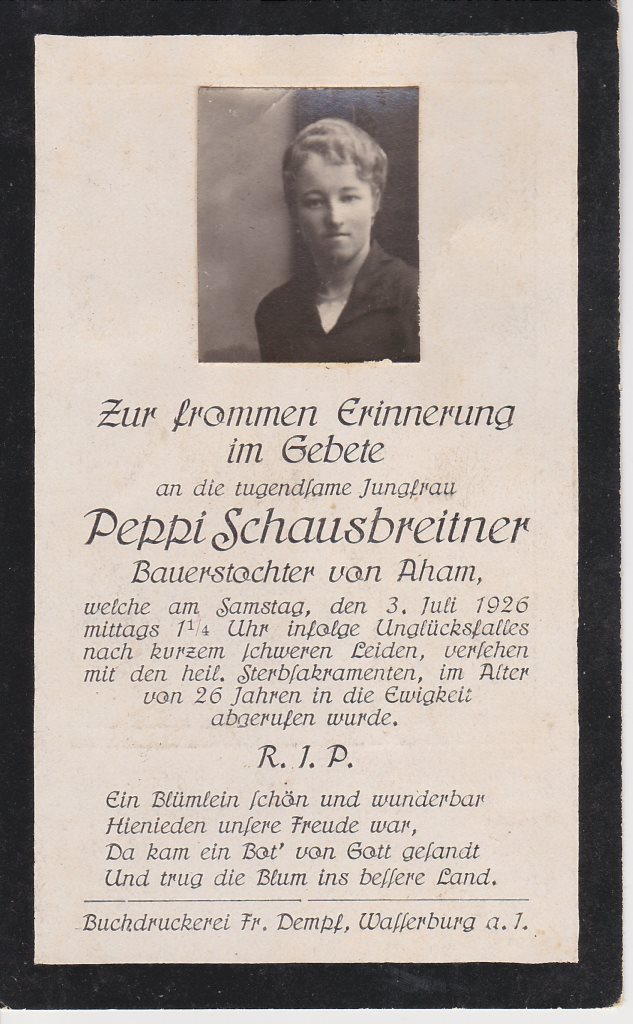 Zur frommen Erinnerung
im Gebete
an die tugendſame Jungfrau
Peppi Schausbreitner
Bauerstochter von Aham,
welche am Samstag, den 3. Juli 1926
mittags 1 1/4 Uhr infolge Unglücksfalles
nach kurzem ſchweren Leiden, verſehen
mit den heil. Sterbſakramenten, im Alter
von 26 Jahren in die Ewigkeit
abgerufen wurde.
R. I. P.
Ein Blümlein ſchön und wunderbar
Hienieden unſere Freude war,
Da kam ein Bot' von Gott geſandt
Und trug die Blum ins beſſere Land.
Buchdruckerei Fr. Dempf, Waſſerburg a. I.